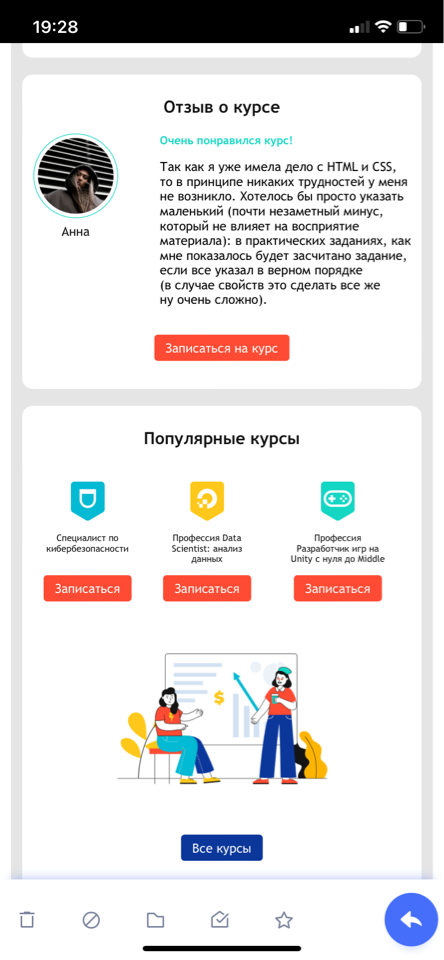 19:28
Отзыв о курсе
Очень понравился курс!
Так как я уже имела дело с HTML и CSS,
то в принципе никаких трудностей у меня
не возникло. Хотелось бы просто указать
маленький (почти незаметный минус,
который не влияет на восприятие
материала): в практических заданиях, как
мне показалось будет засчитано задание,
если все указал в верном порядке
(в случае свойств это сделать все же
ну очень сложно).
Анна
Записаться на курс
Популярные курсы
Специалист по
кибербезопасности
Записаться
Профессия Data
Scientist: анализ
данных
Записаться
Профессия
Разработчик игр на
Unity с нуля до Middle
Записаться
$
Все курсы